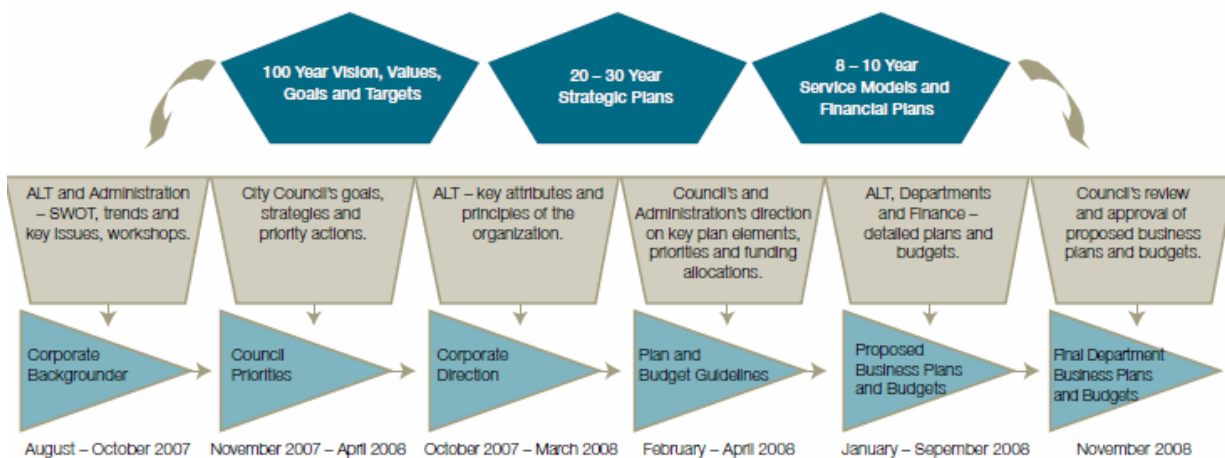 100 Year Vision, Values,
Goals and Targets
20 – 30 Year
Strategic Plans
8 – 10 Year
Service Models and
Financial Plans
ALT and Administration
– SWOT, trends and
key issues, workshops.
City Council's goals,
strategies and
priority actions.
ALT – key attributes and
principles of the
organization.
Council's and
Administration's direction
on key plan elements,
priorities and funding
allocations.
ALT, Departments
and Finance –
detailed plans and
budgets.
Council's review
and approval of
proposed business
plans and budgets.
Corporate
Backgrounder
Council
Priorities
Corporate
Direction
Plan and
Budget Guidelines
Proposed
Business Plans
and Budgets
Final Department
Business Plans
and Budgets
August – October 2007
November 2007 – April 2008
October 2007 – March 2008
February – April 2008
January – Sepember 2008
November 2008